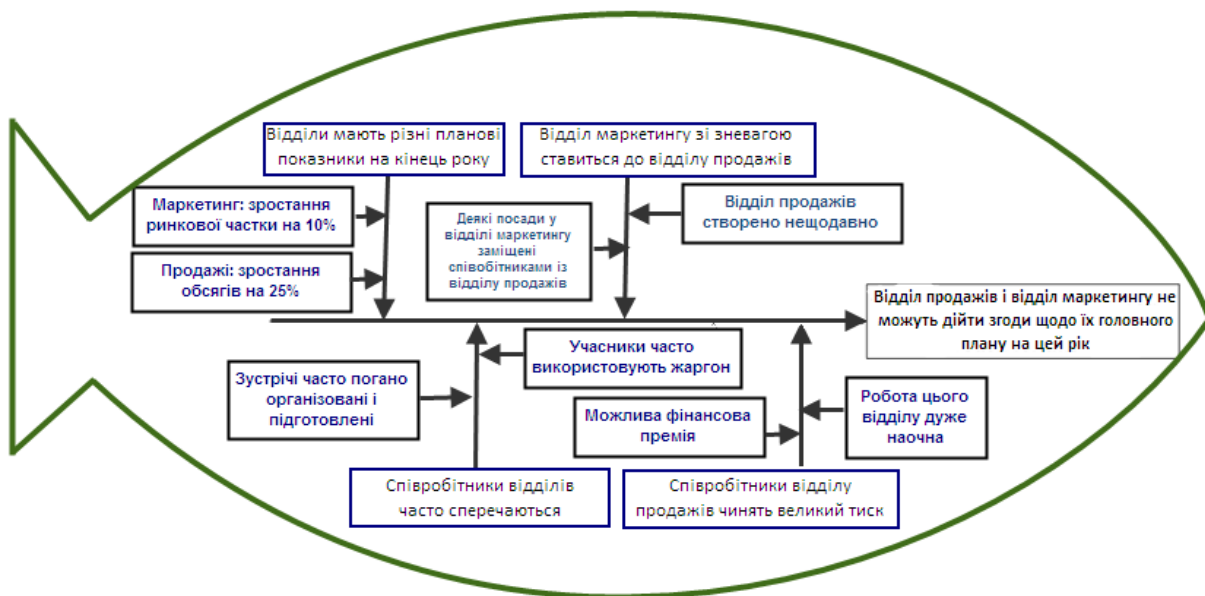 Відділи мають різні планові
показники на кінець року
Відділ маркетингу зі зневагою
ставиться до відділу продажів
Маркетинг: зростання
ринкової частки на 10%
Продажі: зростання
обсягів на 25%
Деякі посади у
відділі маркетингу
заміщені
співобітниками із
відділу продажів
Відділ продажів
створено нещодавно
Відділ продажів і відділ маркетингу не
можуть дійти згоди щодо їх головного
плану на цей рік
Зустрічі часто погано
організовані і
підготовлені
Учасники часто
використовують жаргон
Можлива фінансова
премія
Робота цього
відділу дуже
наочна
Співробітники відділів
часто сперечаються
Співробітники відділу
продажів чинять великий тиск